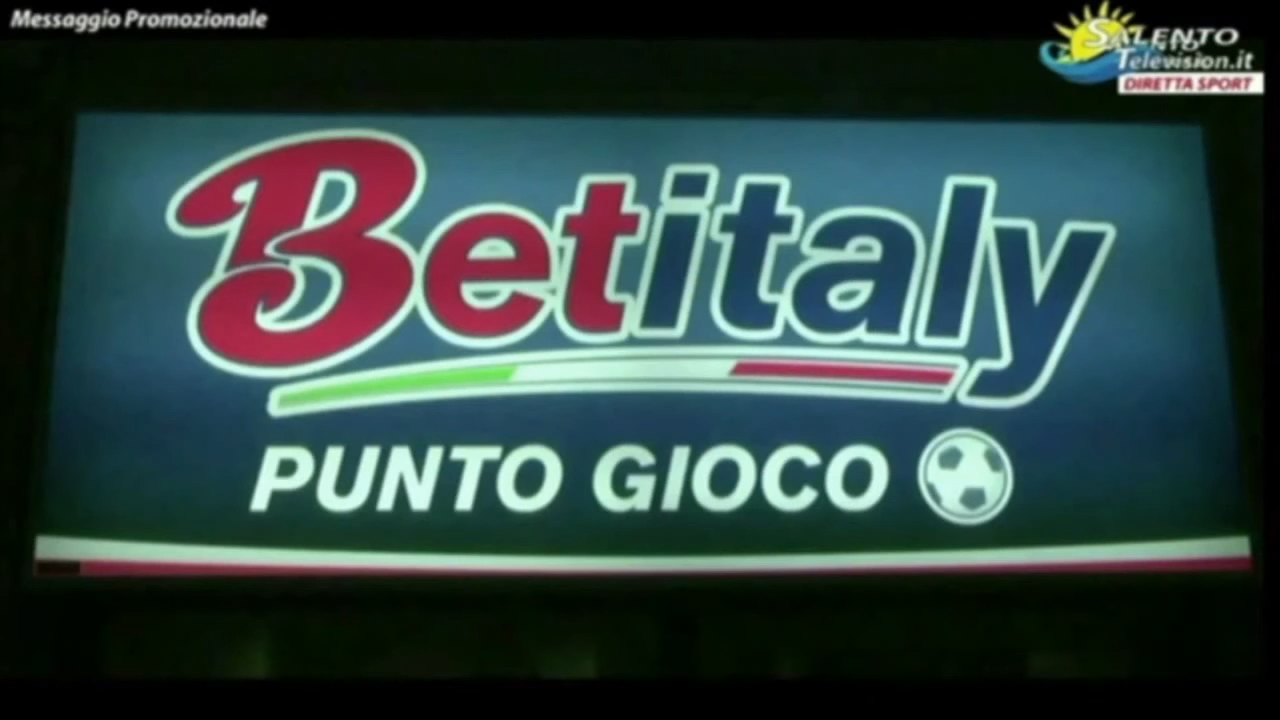 Messaggio Promozionale
SALENTO
Television.it
DIRETTA SPORT
Betitaly
PUNTO GIOCO